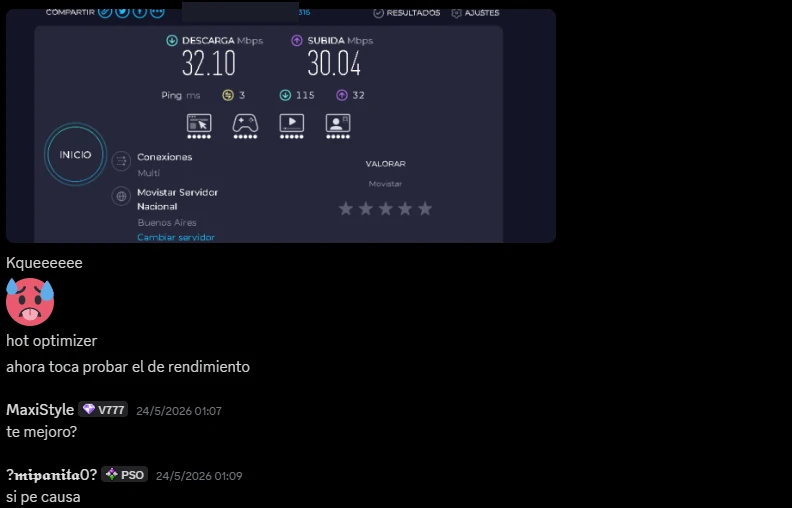 COMPARTIR
RESULTADOS AJUSTES
DESCARGA Mbps SUBIDA Mbps
32.10 30.04
Ping ms 3 115 32
INICIO
Conexiones
Multi
Movistar Servidor
Nacional
Buenos Aires
Cambiar servidor
VALORAR
Movistar
Kqueeeeee
hot optimizer
ahora toca probar el de rendimiento
MaxiStyle V777 24/5/2026 01:07
te mejoro?
?𝖒𝖎𝖕𝖆𝖓𝖎𝖙𝖆0? PSO 24/5/2026 01:09
si pe causa